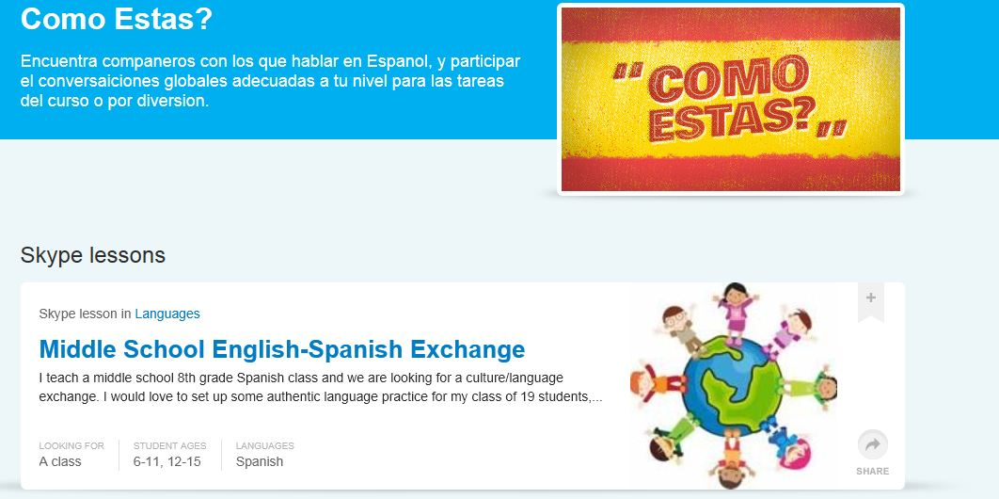 Como Estas?
Encuentra companeros con los que hablar en Espanol, y participar
el conversaiciones globales adecuadas a tu nivel para las tareas
del curso o por diversion.
"COMO
ESTAS?„
Skype lessons
Skype lesson in Languages
Middle School English-Spanish Exchange
I teach a middle school 8th grade Spanish class and we are looking for a culture/language
exchange. I would love to set up some authentic language practice for my class of 19 students,...
LOOKING FOR STUDENT AGES LANGUAGES
A class 6-11, 12-15 Spanish
+
SHARE